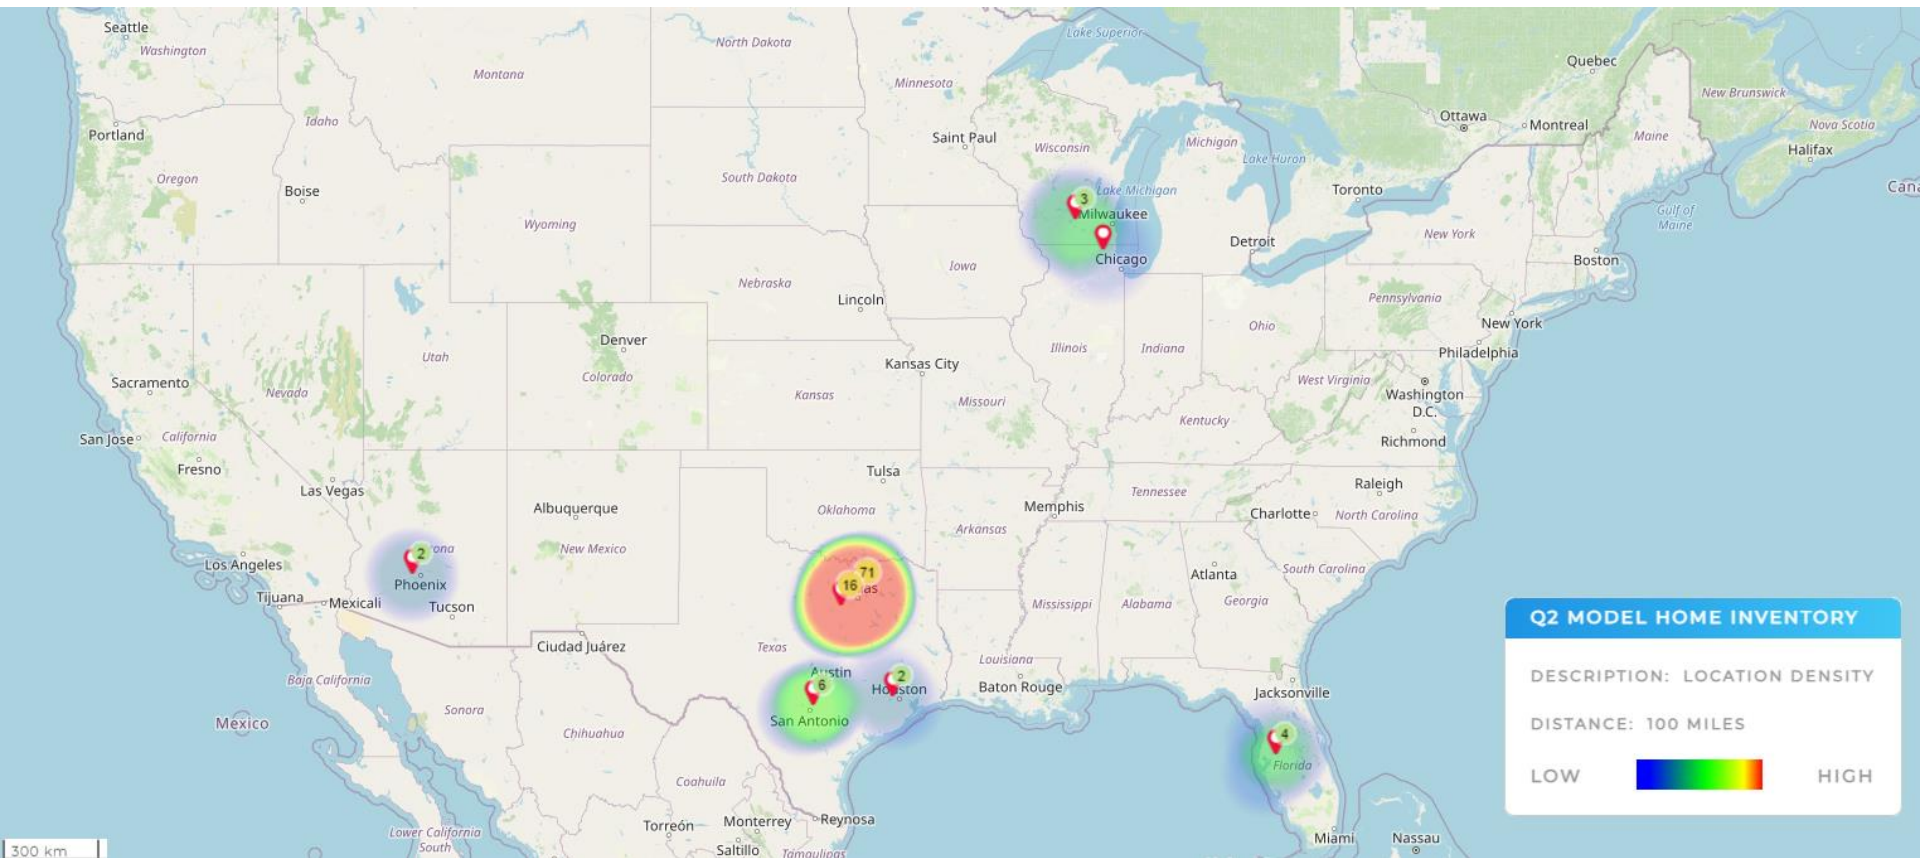 Seattle
Washington
North Dakota
Lake Superior
Quebec
Montana
Minnesota
New Brunswick
Portland
Idaho
Saint Paul
Wisconsin
Michigan
Ottawa
Montreal
Maine
Nova Scotia
Halifax
Lake Huron
Oregon
Boise
South Dakota
Lake Michigan
Toronto
Cana
3
Milwaukee
Gulf of
Maine
Wyoming
Detroit
New York
Boston
Chicago
Iowa
Nebraska
Lincoln
Pennsylvania
Denver
Ohio
New York
Utah
Illinois
Indiana
Philadelphia
Kansas City
Colorado
Sacramento
Nevada
Kansas
Missouri
West Virginia
Washington
D.C.
Kentucky
San Jose
California
Richmond
Fresno
Tulsa
Las Vegas
Raleigh
Tennessee
Albuquerque
Oklahoma
Memphis
Charlotte
North Carolina
Arkansas
2
ona
New Mexico
Los Angeles
Phoenix
71
16
as
Atlanta
South Carolina
Tijuana
Mexicali
Tucson
Mississippi
Alabama
Georgia
Q2 MODEL HOME INVENTORY
Ciudad Juárez
Texas
Louisiana
Austin
2
DESCRIPTION: LOCATION DENSITY
Baja California
6
Houston
Baton Rouge
Jacksonville
Sonora
San Antonio
Mexico
DISTANCE: 100 MILES
Chihuahua
4
Florida
LOW
HIGH
Coahuila
Torreón
Monterrey
Reynosa
Lower California
South
Miami
Nassau
300 km
Saltillo
Tamaulipas